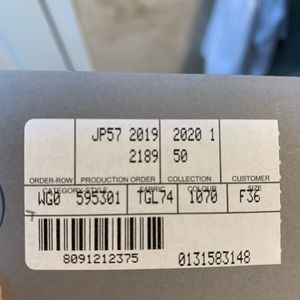 JP57 2019 2020 1
2189 50
ORDER-ROW PRODUCTION ORDER COLLECTION CUSTOMER
CATEGORY-STYLE FABRIC COLOUR SIZE
WG0 595301 TGL74 1070 F36
8091212375 0131583148